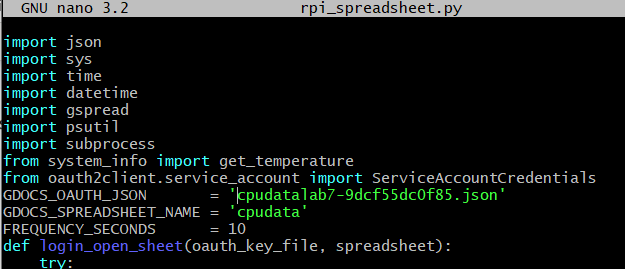 GNU nano 3.2 rpi_spreadsheet.py
import json
import sys
import time
import datetime
import gspread
import psutil
import subprocess
from system_info import get_temperature
from oauth2client.service_account import ServiceAccountCredentials
GDOCS_OAUTH_JSON       = 'cpudatalab7-9dcf55dc0f85.json'
GDOCS_SPREADSHEET_NAME = 'cpudata'
FREQUENCY_SECONDS      = 10
def login_open_sheet(oauth_key_file, spreadsheet):
    try: